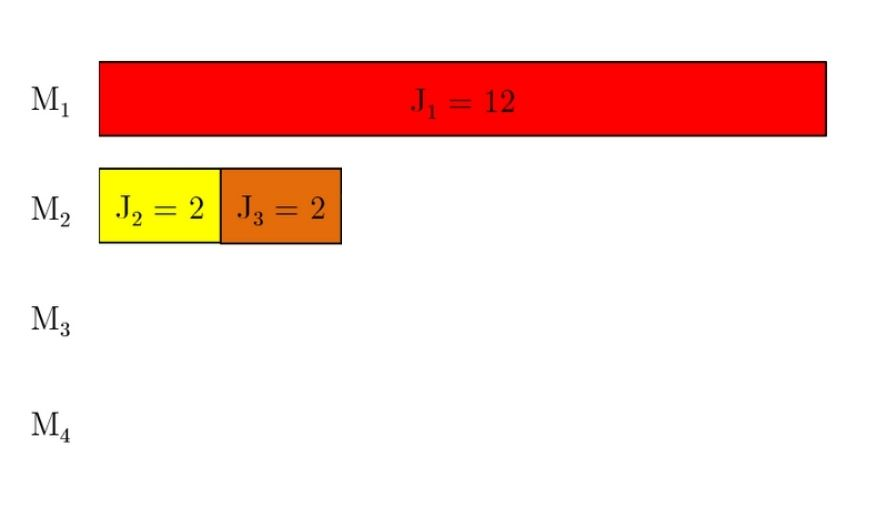 M₁ J₁ = 12
M₂ J₂ = 2 J₃ = 2
M₃
M₄